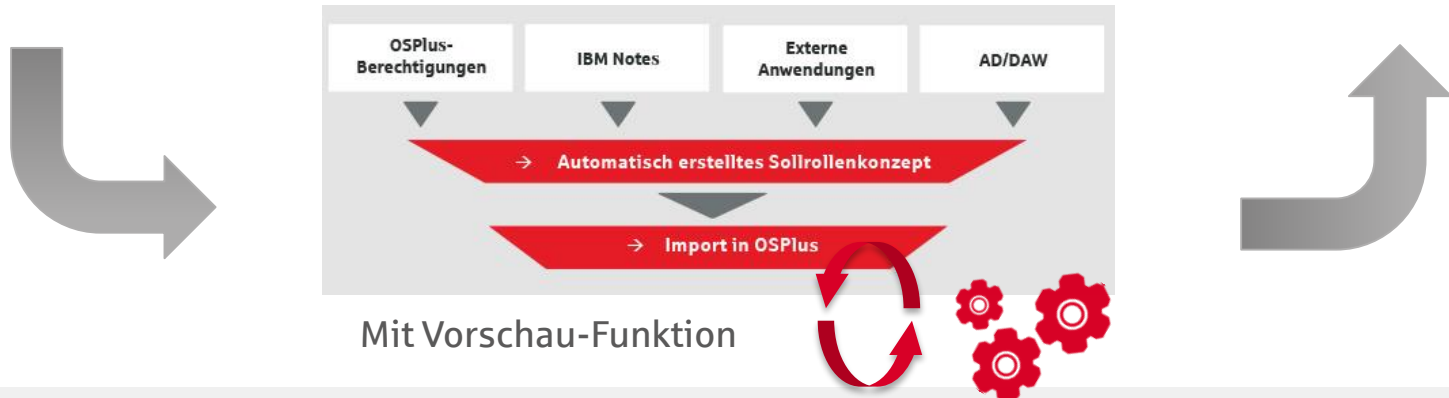 OSPlus-
Berechtigungen
IBM Notes
Externe
Anwendungen
AD/DAW
→ Automatisch erstelltes Sollrollenkonzept
→ Import in OSPlus
Mit Vorschau-Funktion